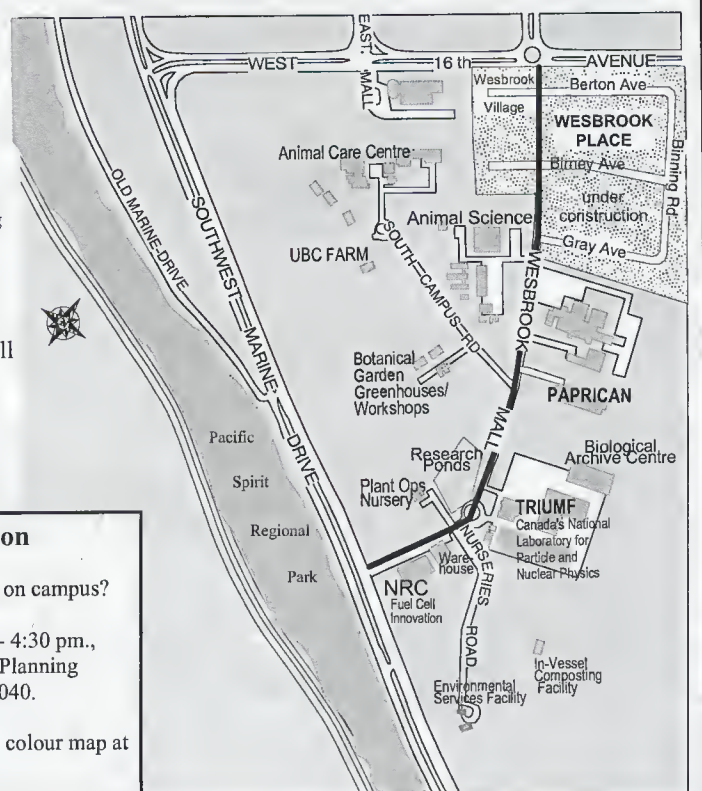 EAST MALL
WEST 16 th AVENUE
Wesbrook
Village
Berton Ave
WESBROOK
PLACE
Binning Rd
Birney Ave
under
construction
Gray Ave
Animal Care Centre
Animal Science
UBC FARM
OLD MARINE DRIVE
SOUTHWEST MARINE DRIVE
SOUTH CAMPUS RD
WESBROOK MALL
Botanical
Garden
Greenhouses/
Workshops
PAPRICAN
Pacific
Spirit
Regional
Park
Research
Ponds
Biological
Archive Centre
Plant Ops
Nursery
TRIUMF
Canada's National
Laboratory for
Particle and
Nuclear Physics
Ware-
house
NURSERIES ROAD
NRC
Fuel Cell
Innovation
In-Vessel
Composting
Facility
Environmental
Services Facility
ll
on
on campus?
- 4:30 pm.,
Planning
040.
colour map at